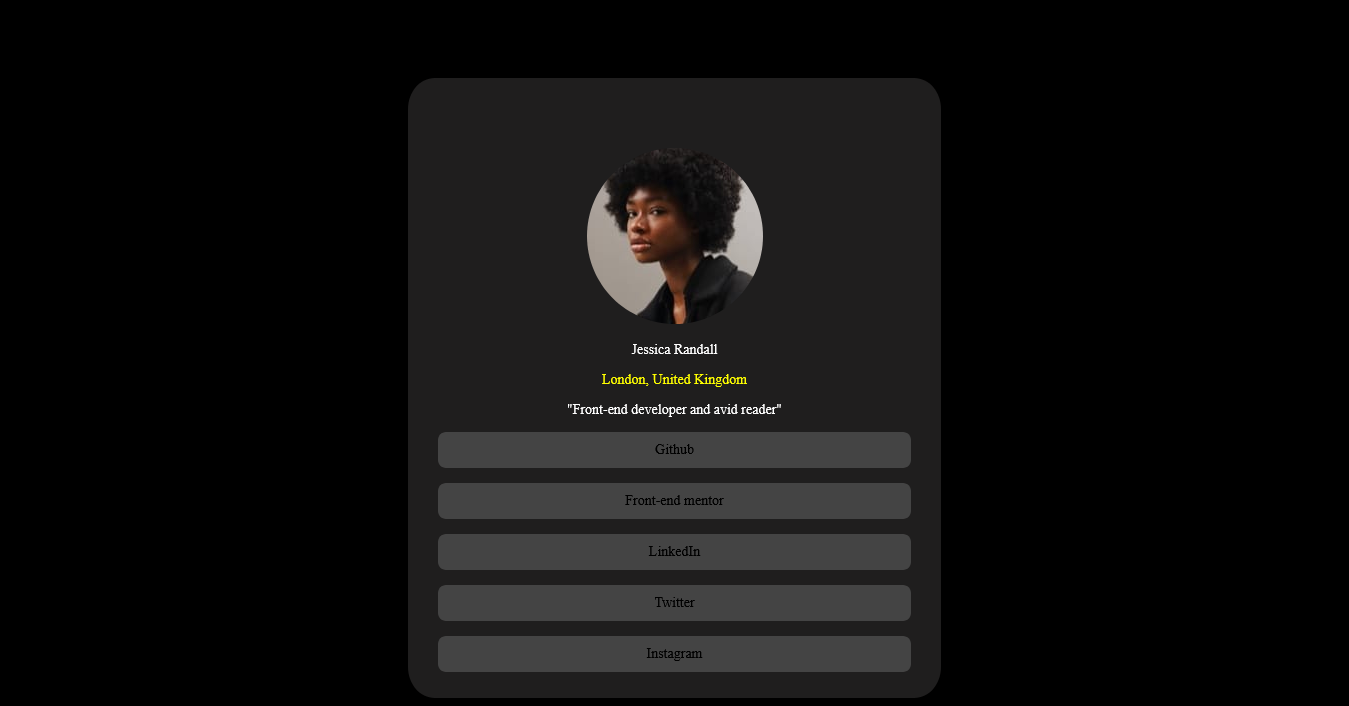 Jessica Randall
London, United Kingdom
"Front-end developer and avid reader"
Github
Front-end mentor
LinkedIn
Twitter
Instagram